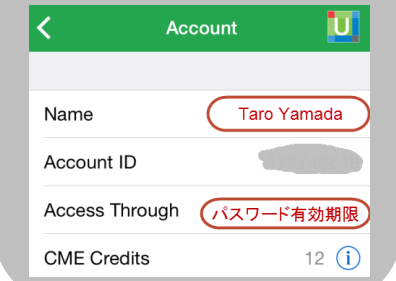 Account
U
Name Taro Yamada
Account ID
Access Through パスワード有効期限
CME Credits 12 i